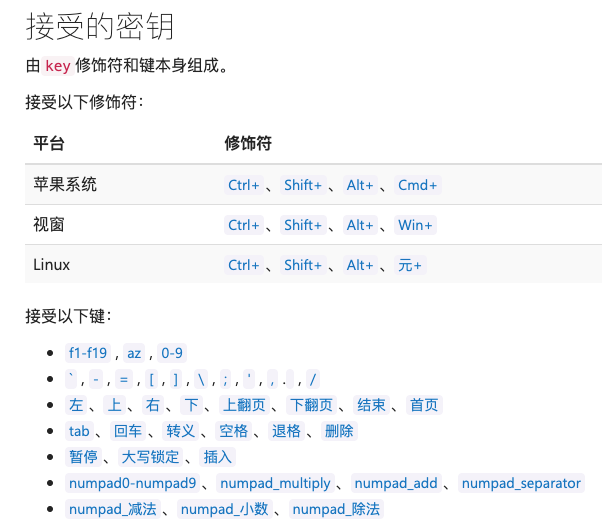 接受的密钥
由 key 修饰符和键本身组成。
接受以下修饰符：
平台 修饰符
苹果系统 Ctrl+ 、 Shift+ 、 Alt+ 、 Cmd+
视窗 Ctrl+ 、 Shift+ 、 Alt+ 、 Win+
Linux Ctrl+ 、 Shift+ 、 Alt+ 、 元+
接受以下键：
f1-f19 , az , 0-9
` , - , = , [ , ] , \ , ; , ' , , . , /
左 、 上 、 右 、 下 、 上翻页 、 下翻页 、 结束 、 首页
tab 、 回车 、 转义 、 空格 、 退格 、 删除
暂停 、 大写锁定 、 插入
numpad0-numpad9 、 numpad_multiply 、 numpad_add 、 numpad_separator
numpad_减法 、 numpad_小数 、 numpad_除法